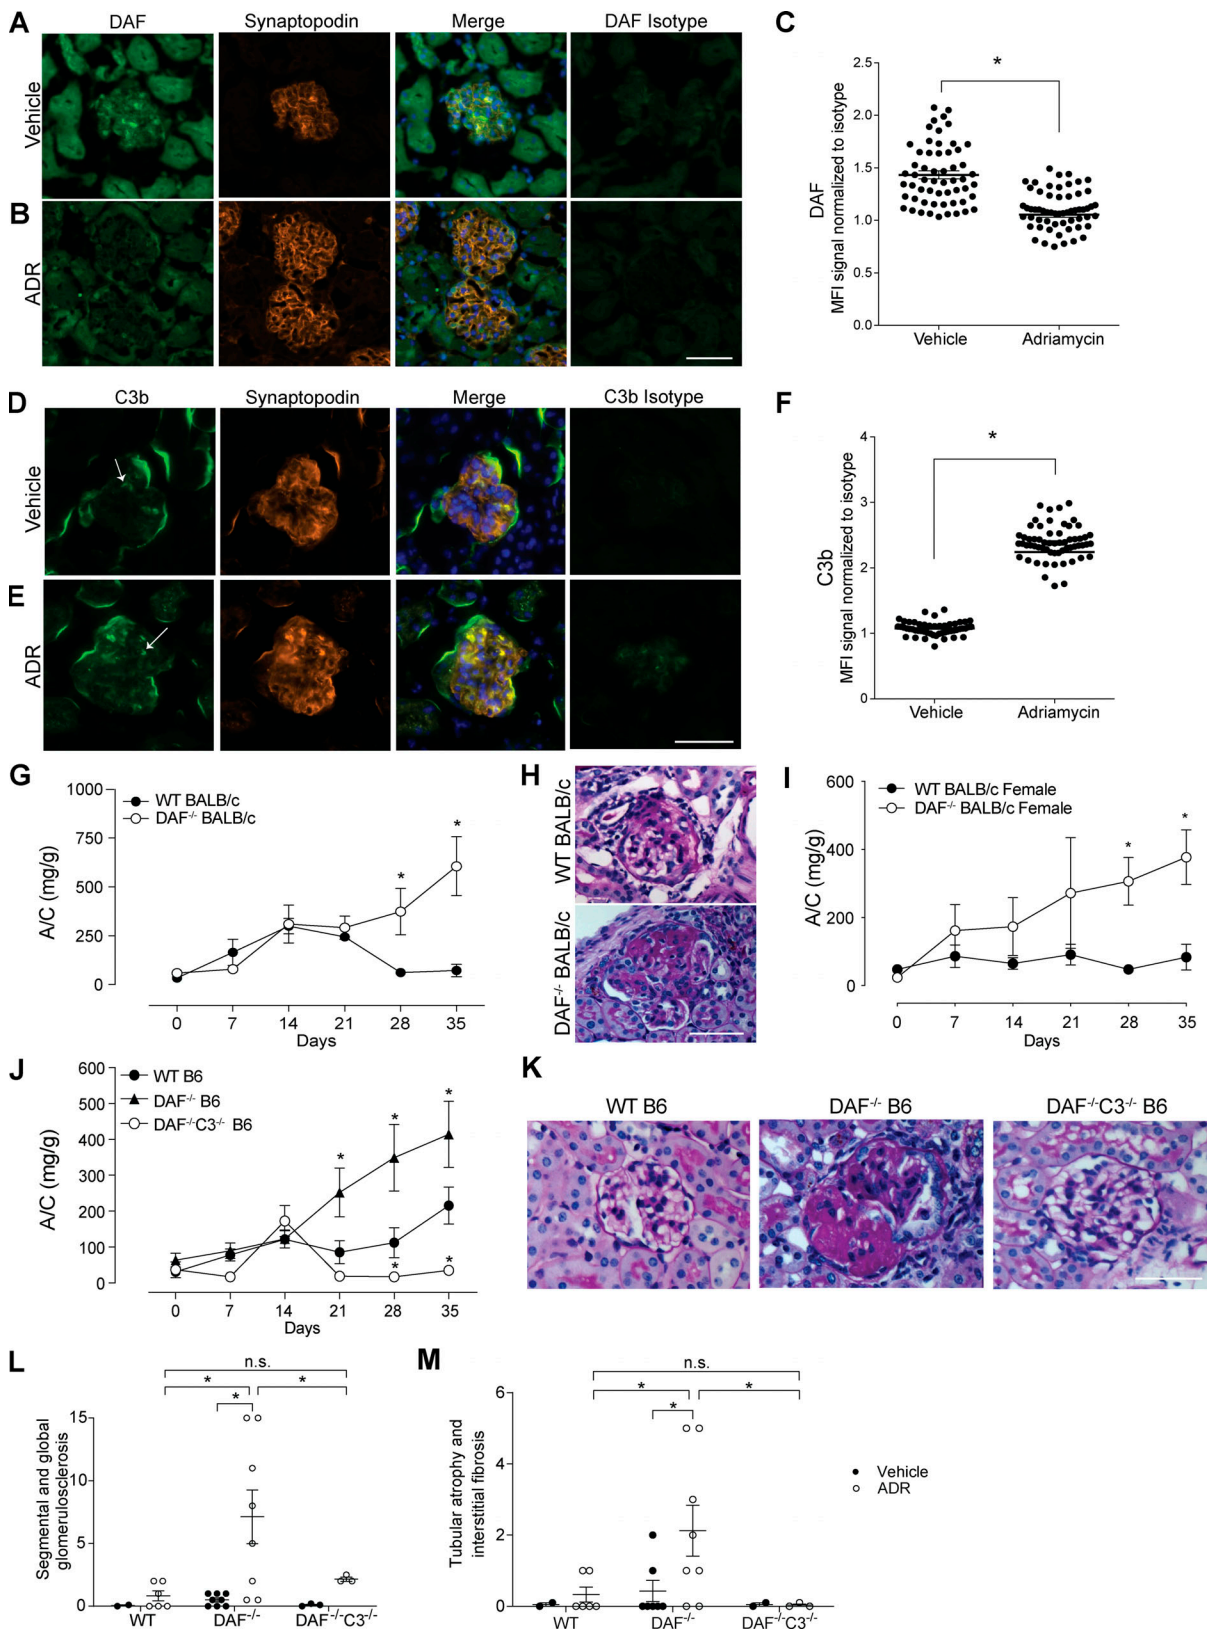 A
DAF
Synaptopodin
Merge
DAF Isotype
Vehicle
B
ADR
C
DAF
MFI signal normalized to isotype
2.5
2.0
1.5
1.0
0.5
0.0
*
Vehicle
Adriamycin
D
C3b
Synaptopodin
Merge
C3b Isotype
Vehicle
E
ADR
F
C3b
MFI signal normalized to isotype
4
3
2
1
0
*
Vehicle
Adriamycin
G
A/C (mg/g)
1000
750
500
250
0
WT BALB/c
DAF-/- BALB/c
*
*
0 7 14 21 28 35
Days
H
WT BALB/c
DAF-/- BALB/c
I
A/C (mg/g)
600
400
200
0
WT BALB/c Female
DAF-/- BALB/c Female
*
*
0 7 14 21 28 35
Days
J
A/C (mg/g)
600
500
400
300
200
100
0
WT B6
DAF-/- B6
DAF-/-C3-/- B6
*
*
*
*
*
0 7 14 21 28 35
Days
K
WT B6
DAF-/- B6
DAF-/-C3-/- B6
L
Segmental and global
glomerulosclerosis
15
10
5
0
n.s.
*
*
*
WT
DAF-/-
DAF-/-C3-/-
M
Tubular atrophy and
interstitial fibrosis
6
4
2
0
n.s.
*
*
*
WT
DAF-/-
DAF-/-C3-/-
Vehicle
ADR